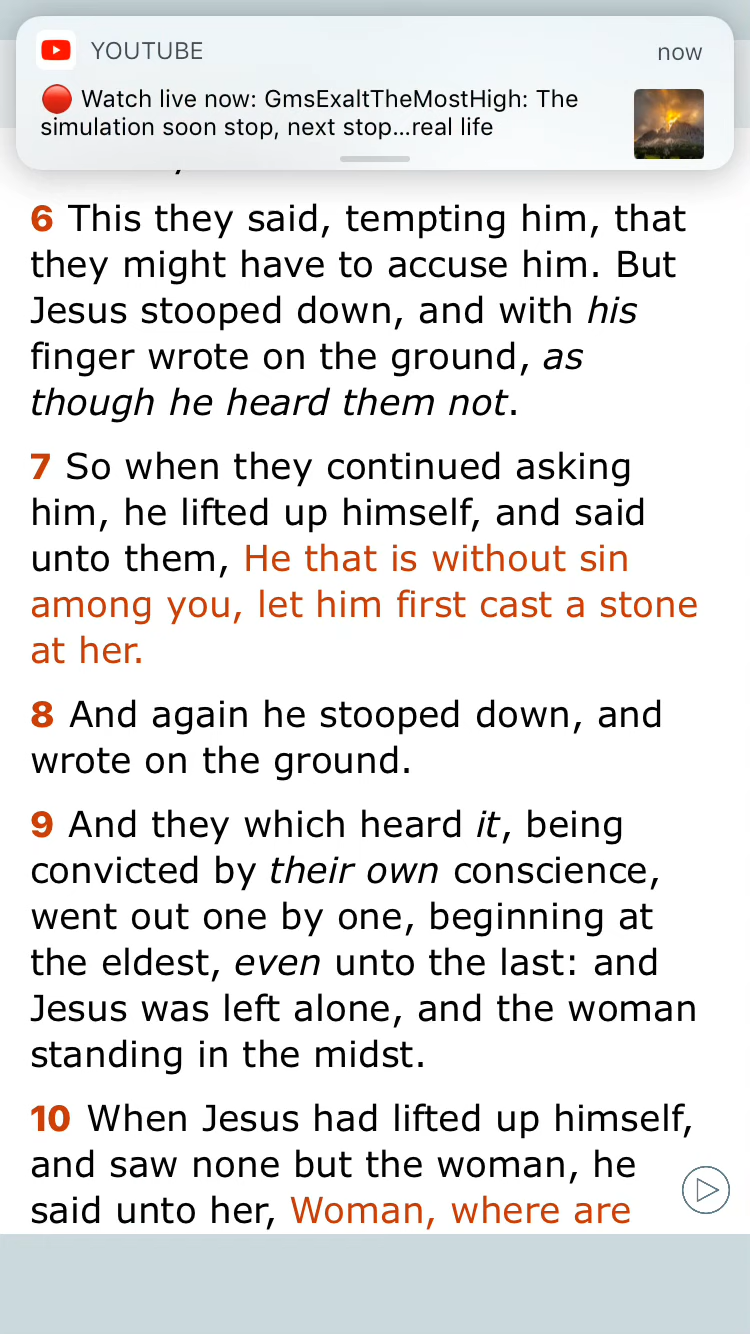 YOUTUBE
now
🔴 Watch live now: GmsExaltTheMostHigh: The
simulation soon stop, next stop...real life
6 This they said, tempting him, that
they might have to accuse him. But
Jesus stooped down, and with his
finger wrote on the ground, as
though he heard them not.
7 So when they continued asking
him, he lifted up himself, and said
unto them, He that is without sin
among you, let him first cast a stone
at her.
8 And again he stooped down, and
wrote on the ground.
9 And they which heard it, being
convicted by their own conscience,
went out one by one, beginning at
the eldest, even unto the last: and
Jesus was left alone, and the woman
standing in the midst.
10 When Jesus had lifted up himself,
and saw none but the woman, he
said unto her, Woman, where are